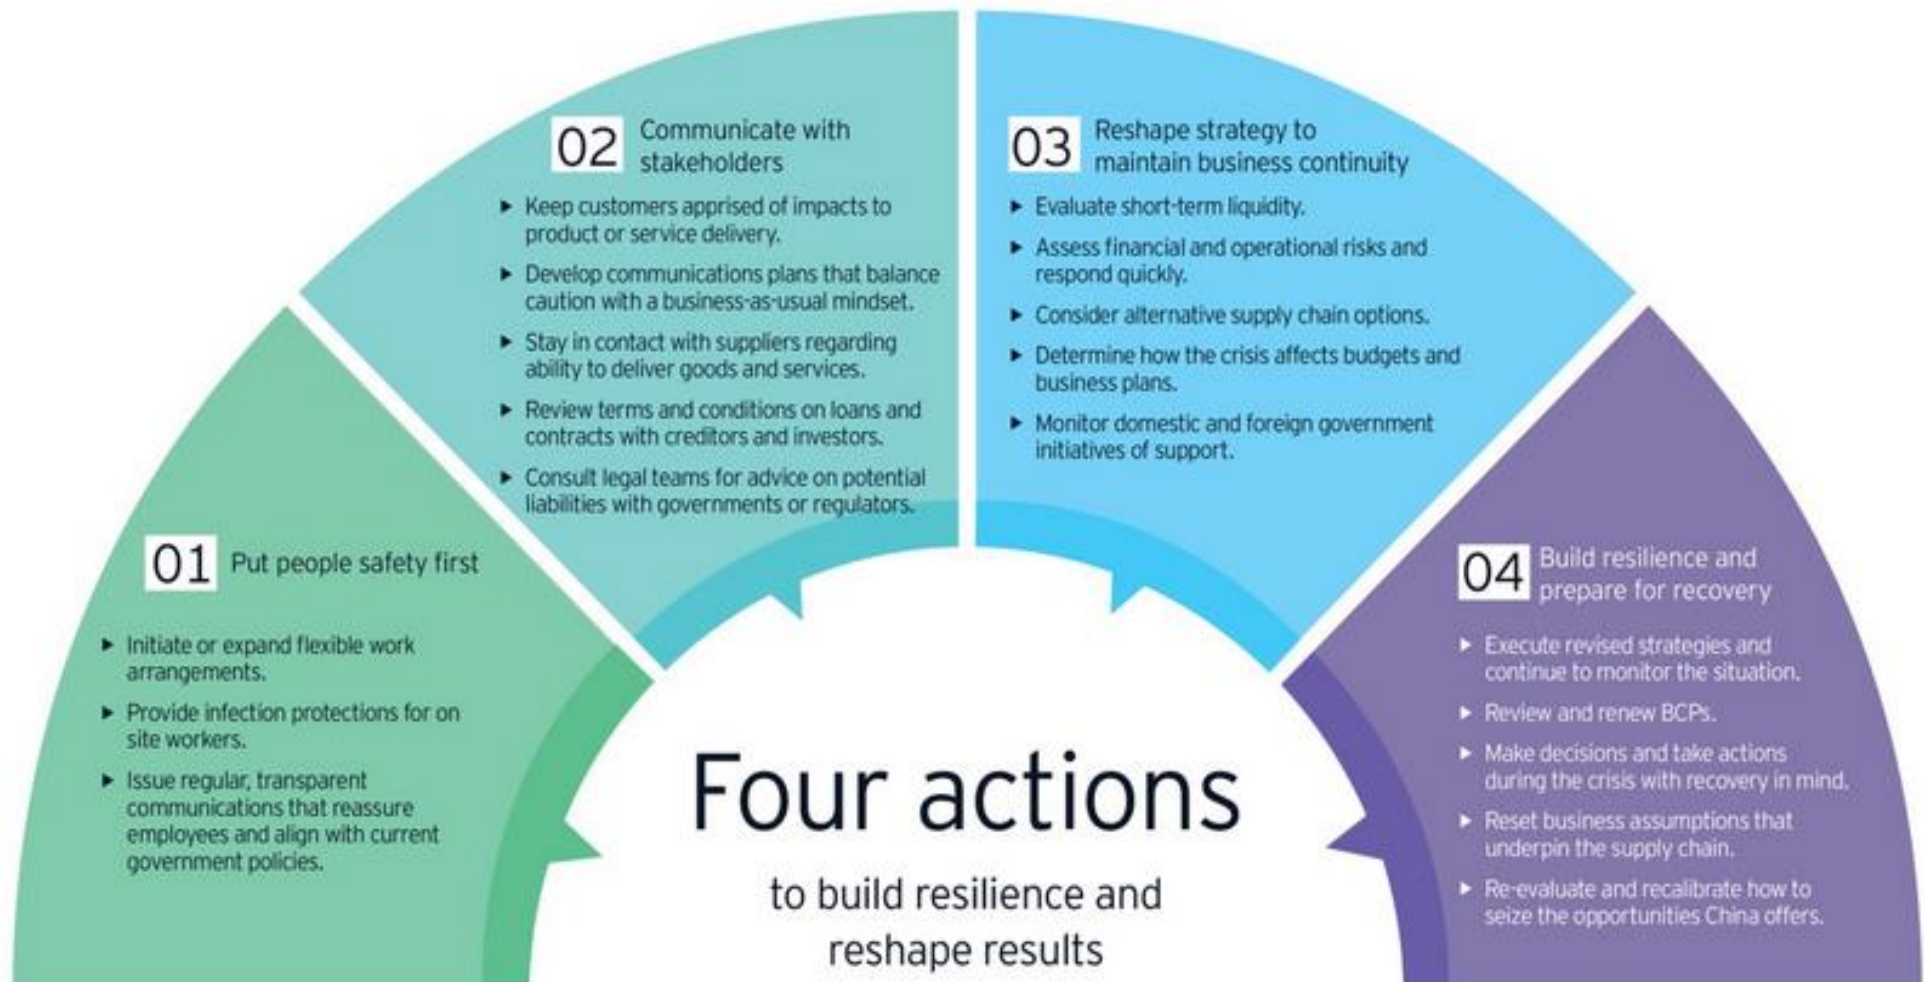 01 Put people safety first
▶ Initiate or expand flexible work
arrangements.
▶ Provide infection protections for on
site workers.
▶ Issue regular, transparent
communications that reassure
employees and align with current
government policies.
02 Communicate with
stakeholders
▶ Keep customers apprised of impacts to
product or service delivery.
▶ Develop communications plans that balance
caution with a business-as-usual mindset.
▶ Stay in contact with suppliers regarding
ability to deliver goods and services.
▶ Review terms and conditions on loans and
contracts with creditors and investors.
▶ Consult legal teams for advice on potential
liabilities with governments or regulators.
03 Reshape strategy to
maintain business continuity
▶ Evaluate short-term liquidity.
▶ Assess financial and operational risks and
respond quickly.
▶ Consider alternative supply chain options.
▶ Determine how the crisis affects budgets and
business plans.
▶ Monitor domestic and foreign government
initiatives of support.
04 Build resilience and
prepare for recovery
▶ Execute revised strategies and
continue to monitor the situation.
▶ Review and renew BCPs.
▶ Make decisions and take actions
during the crisis with recovery in mind.
▶ Reset business assumptions that
underpin the supply chain.
▶ Re-evaluate and recalibrate how to
seize the opportunities China offers.
Four actions
to build resilience and
reshape results